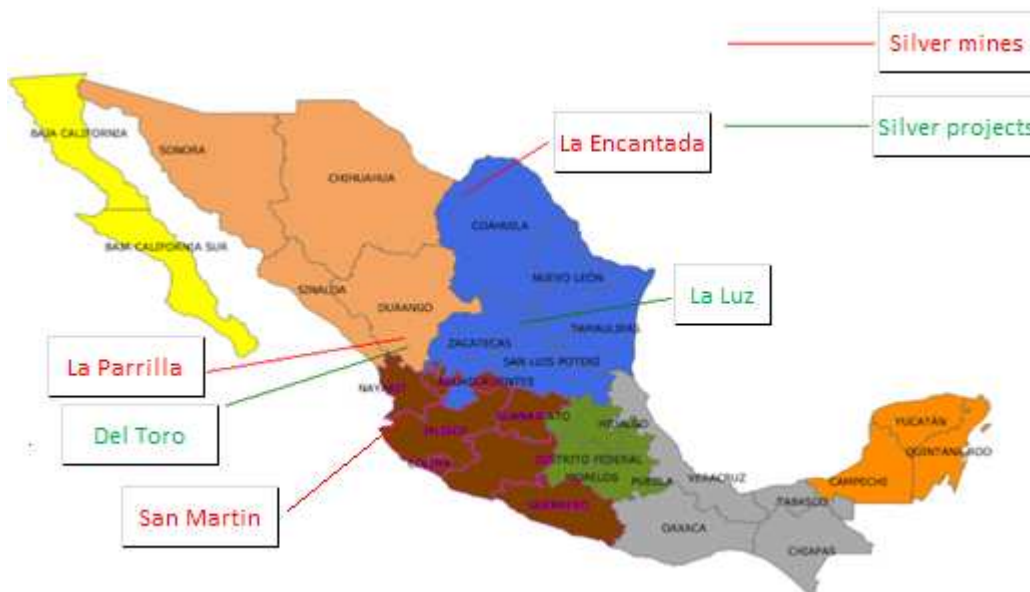 Silver mines
Silver projects
La Encantada
BAJA CALIFORNIA
SONORA
CHIHUAHUA
COAHUILA
BAJA CALIFORNIA SUR
NUEVO LEÓN
SINALOA
DURANGO
La Luz
TAMAULIPAS
ZACATECAS
SAN LUIS POTOSI
La Parrilla
NAYARIT
AGUASCALIENTES
GUANAJUATO
HIDALGO
YUCATÁN
Del Toro
JALISCO
QUINTANA ROO
COLIMA
DISTRITO FEDERAL
MORELOS
PUEBLA
VERACRUZ
CAMPECHE
TABASCO
San Martin
GUERRERO
OAXACA
CHIAPAS